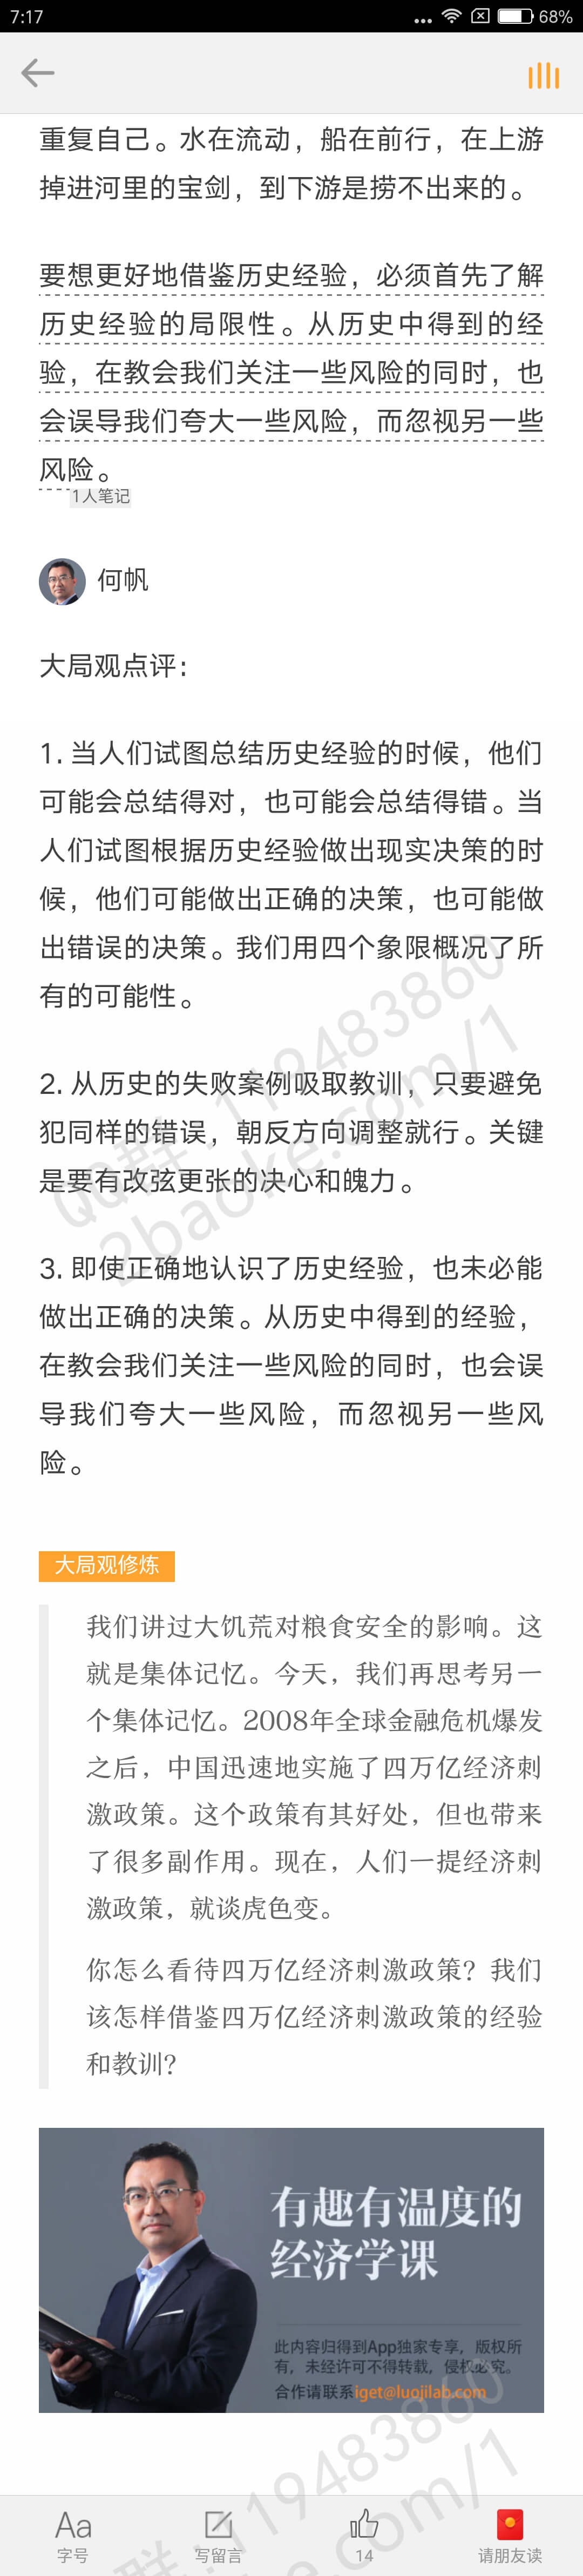 7:17
68%
重复自己。水在流动，船在前行，在上游
掉进河里的宝剑，到下游是捞不出来的。
要想更好地借鉴历史经验，必须首先了解
历史经验的局限性。从历史中得到的经
验，在教会我们关注一些风险的同时，也
会误导我们夸大一些风险，而忽视另一些
风险。
1人笔记
何帆
大局观点评：
1. 当人们试图总结历史经验的时候，他们
可能会总结得对，也可能会总结得错。当
人们试图根据历史经验做出现实决策的时
候，他们可能做出正确的决策，也可能做
出错误的决策。我们用四个象限概况了所
有的可能性。
2. 从历史的失败案例吸取教训，只要避免
犯同样的错误，朝反方向调整就行。关键
是要有改弦更张的决心和魄力。
QQ群：119483860
2baoke.com/1
3. 即使正确地认识了历史经验，也未必能
做出正确的决策。从历史中得到的经验，
在教会我们关注一些风险的同时，也会误
导我们夸大一些风险，而忽视另一些风
险。
大局观修炼
我们讲过大饥荒对粮食安全的影响。这
就是集体记忆。今天，我们再思考另一
个集体记忆。2008年全球金融危机爆发
之后，中国迅速地实施了四万亿经济刺
激政策。这个政策有其好处，但也带来
了很多副作用。现在，人们一提经济刺
激政策，就谈虎色变。
你怎么看待四万亿经济刺激政策？我们
该怎样借鉴四万亿经济刺激政策的经验
和教训？
有趣有温度的
经济学课
此内容归得到App独家专享，版权所
有，未经许可不得转载，侵权必究。
合作请联系iget@luojilab.com
群：119483860
ke.com/1
Aa
字号
写留言
14
请朋友读